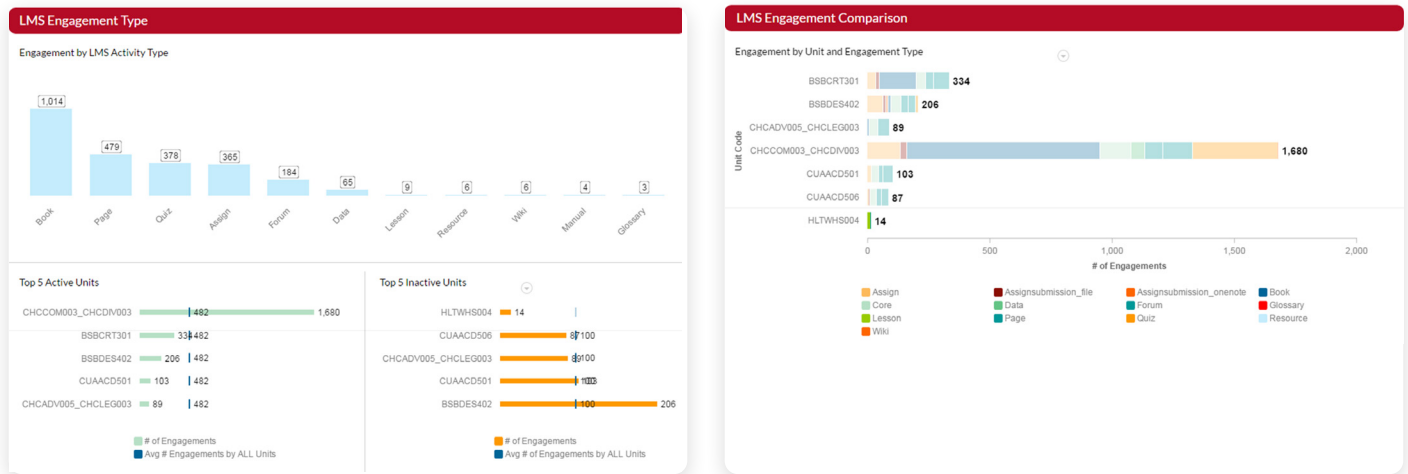 LMS Engagement Type
Engagement by LMS Activity Type
1,014
479
378
365
184
65
9
6
6
4
3
Book
Page
Quiz
Assign
Forum
Data
Lesson
Resource
Wiki
Manual
Glossary
Top 5 Active Units
CHCCOM003_CHCDIV003 482 1,680
BSBCRT301 334 482
BSBDES402 206 482
CUAACD501 103 482
CHCADV005_CHCLEG003 89 482
# of Engagements
Avg # Engagements by ALL Units
Top 5 Inactive Units
HLTWHS004 14
CUAACD506 87 100
CHCADV005_CHCLEG003 89 100
CUAACD501 100 103
BSBDES402 100 206
# of Engagements
Avg # of Engagements by ALL Units
LMS Engagement Comparison
Engagement by Unit and Engagement Type
Unit Code
BSBCRT301 334
BSBDES402 206
CHCADV005_CHCLEG003 89
CHCCOM003_CHCDIV003 1,680
CUAACD501 103
CUAACD506 87
HLTWHS004 14
0 500 1,000 1,500 2,000
# of Engagements
Assign Assignsubmission_file Assignsubmission_onenote Book
Core Data Forum Glossary
Lesson Page Quiz Resource
Wiki